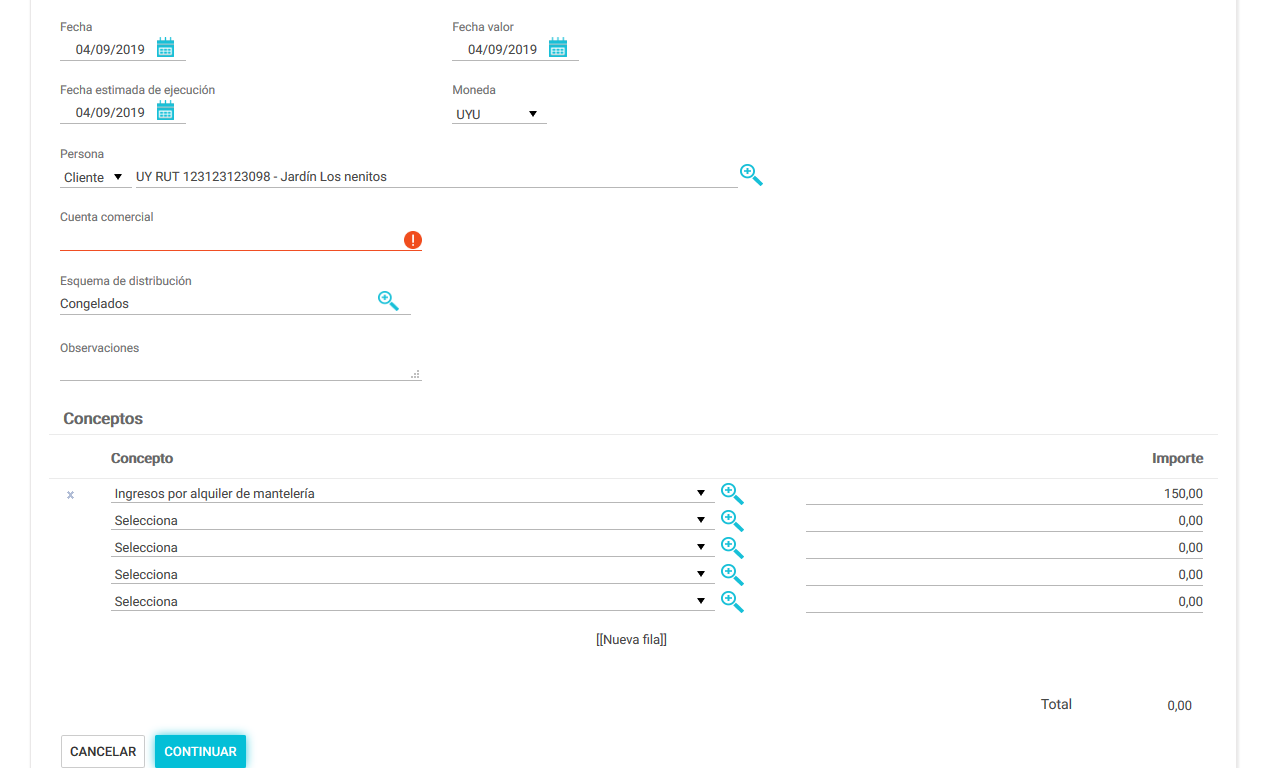 Fecha Fecha valor
04/09/2019 04/09/2019
Fecha estimada de ejecución Moneda
04/09/2019 UYU
Persona
Cliente UY RUT 123123123098 - Jardín Los nenitos
Cuenta comercial
!
Esquema de distribución
Congelados
Observaciones
Conceptos
Concepto Importe
x Ingresos por alquiler de mantelería 150,00
Selecciona 0,00
Selecciona 0,00
Selecciona 0,00
Selecciona 0,00
[[Nueva fila]]
Total 0,00
CANCELAR CONTINUAR